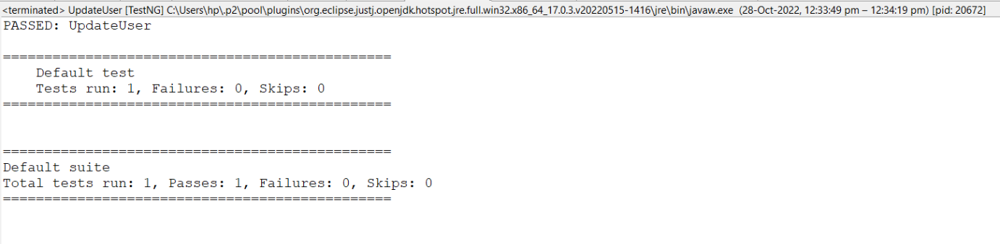 <terminated> UpdateUser [TestNG] C:\Users\hp\.p2\pool\plugins\org.eclipse.justj.openjdk.hotspot.jre.full.win32.x86_64_17.0.3.v20220515-1416\jre\bin\javaw.exe (28-Oct-2022, 12:33:49 pm – 12:34:19 pm) [pid: 20672]
PASSED: UpdateUser
===============================================
Default test
Tests run: 1, Failures: 0, Skips: 0
===============================================
===============================================
Default suite
Total tests run: 1, Passes: 1, Failures: 0, Skips: 0
===============================================